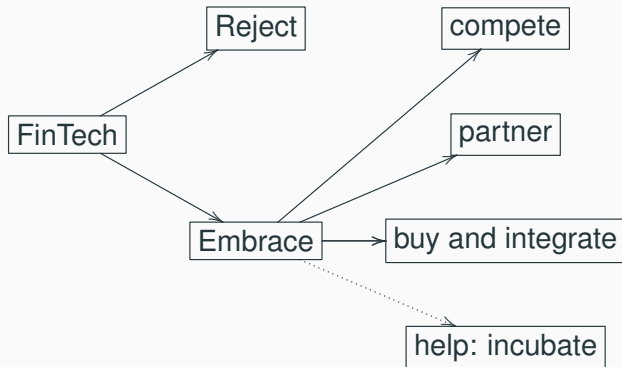 Reject
compete
FinTech
partner
Embrace
buy and integrate
help: incubate